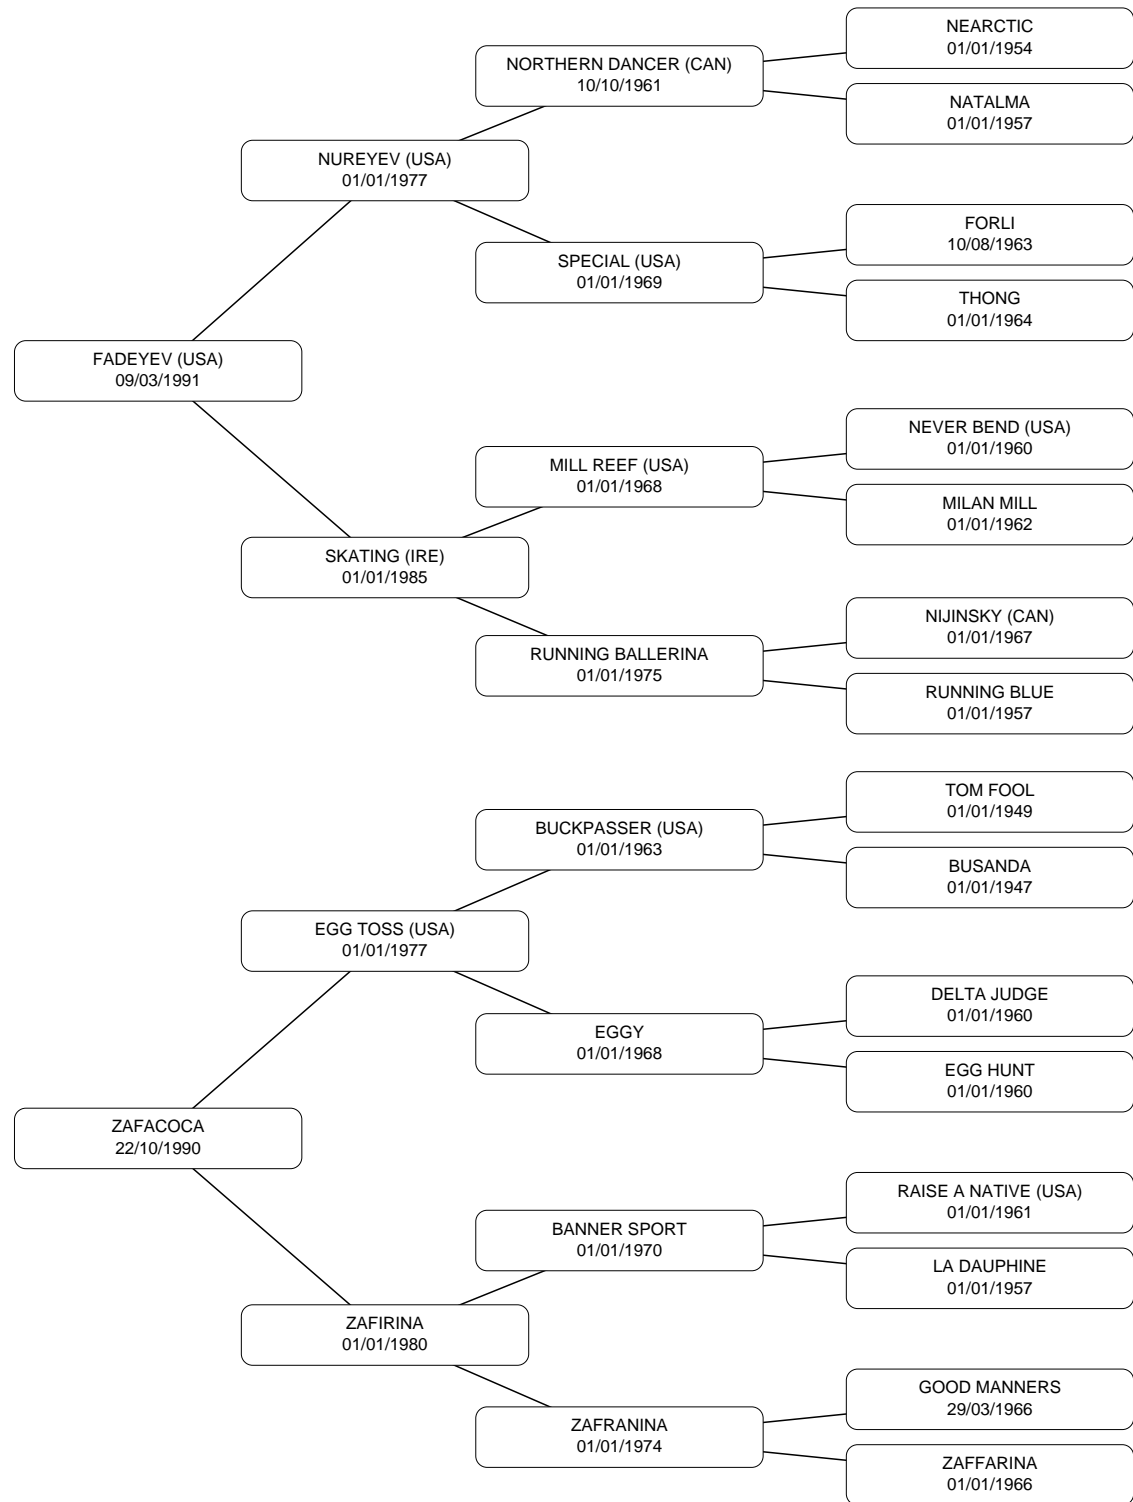 NEARCTIC
01/01/1954
NORTHERN DANCER (CAN)
10/10/1961
NATALMA
01/01/1957
NUREYEV (USA)
01/01/1977
FORLI
10/08/1963
SPECIAL (USA)
01/01/1969
THONG
01/01/1964
FADEYEV (USA)
09/03/1991
NEVER BEND (USA)
01/01/1960
MILL REEF (USA)
01/01/1968
MILAN MILL
01/01/1962
SKATING (IRE)
01/01/1985
NIJINSKY (CAN)
01/01/1967
RUNNING BALLERINA
01/01/1975
RUNNING BLUE
01/01/1957
TOM FOOL
01/01/1949
BUCKPASSER (USA)
01/01/1963
BUSANDA
01/01/1947
EGG TOSS (USA)
01/01/1977
DELTA JUDGE
01/01/1960
EGGY
01/01/1968
EGG HUNT
01/01/1960
ZAFACOCA
22/10/1990
RAISE A NATIVE (USA)
01/01/1961
BANNER SPORT
01/01/1970
LA DAUPHINE
01/01/1957
ZAFIRINA
01/01/1980
GOOD MANNERS
29/03/1966
ZAFRANINA
01/01/1974
ZAFFARINA
01/01/1966